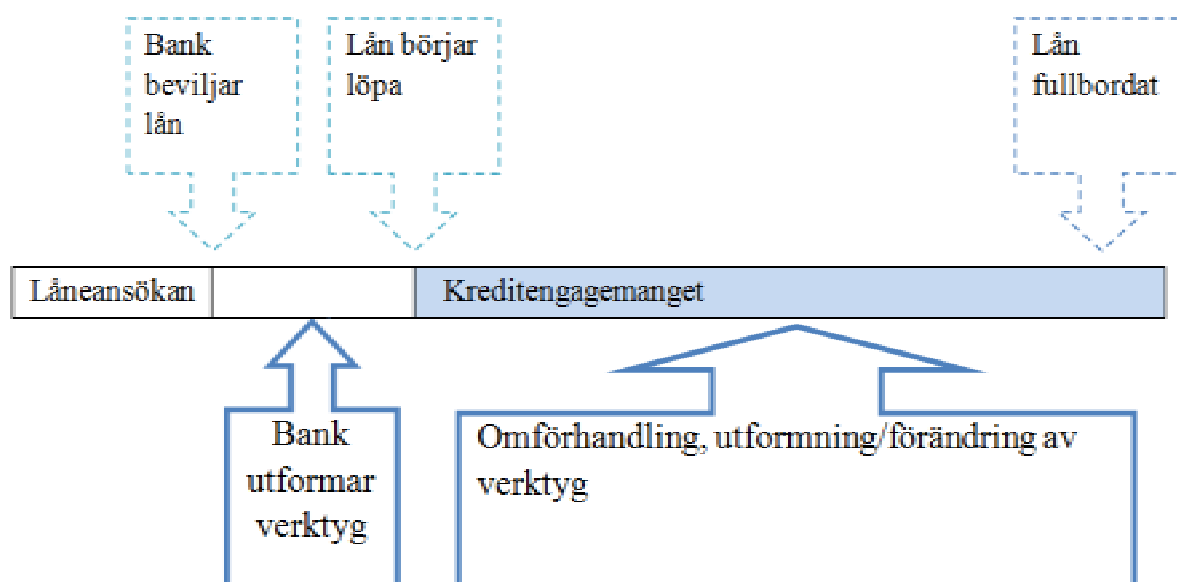 Bank
beviljar
lån
Lån börjar
löpa
Lån
fullbordat
Låneansökan
Kreditengagemanget
Bank
utformar
verktyg
Omförhandling, utformning/förändring av
verktyg